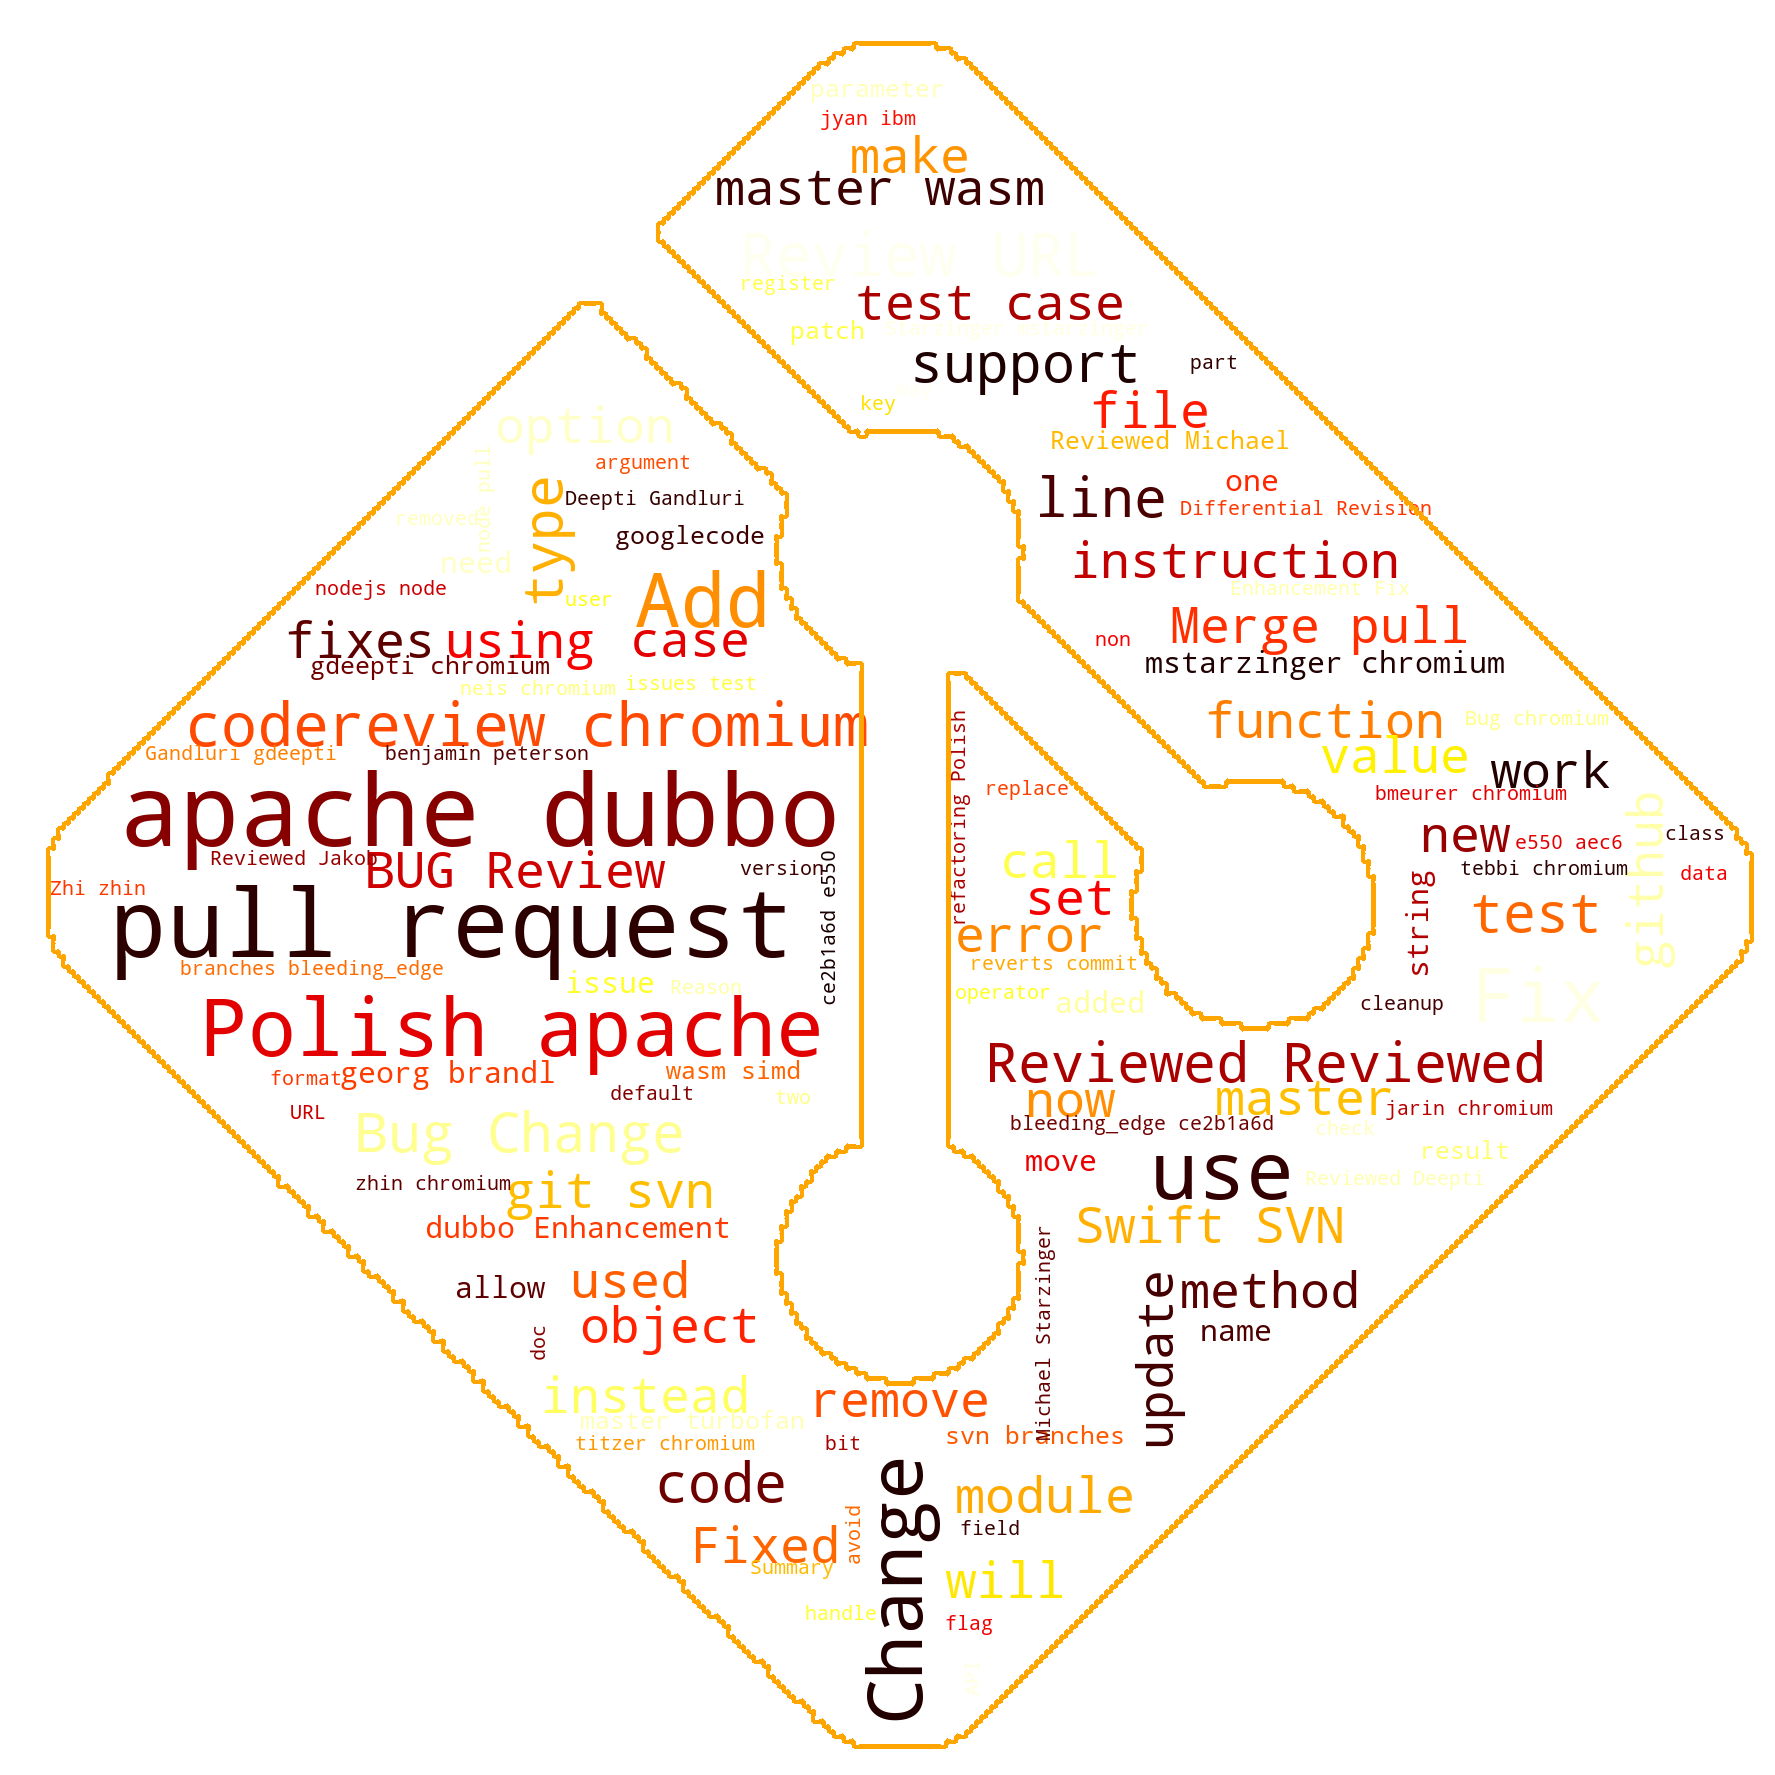 parameter
jyan ibm
make
master wasm
Review URL
register
test case
patch
starzinger mstarzinger
support
part
key
file
option
Reviewed Michael
argument
node pull
type
Deepti Gandluri
line
one
Differential Revision
removed
googlecode
need
instruction
nodejs node
user
Add
Enhancement Fix
fixes
using
case
Merge pull
non
gdeepti chromium
mstarzinger chromium
neis chromium
issues test
codereview chromium
function
Bug chromium
Gandluri gdeepti
benjamin peterson
refactoring Polish
replace
value
work
bmeurer chromium
apache dubbo
github
new
e550 aec6
class
Reviewed Jakob
BUG Review
version
ce2b1a6d e550
call
tebbi chromium
data
Zhi zhin
set
string
test
pull request
error
branches bleeding_edge
issue
Reason
reverts commit
operator
added
cleanup
Fix
Polish apache
format
georg brandl
wasm simd
default
two
Reviewed Reviewed
now
master
jarin chromium
URL
bleeding_edge ce2b1a6d
check
Bug Change
move
use
result
Reviewed Deepti
zhin chromium
git svn
dubbo Enhancement
Swift SVN
Michael Starzinger
allow
used
update
method
doc
object
name
instead
remove
master turbofan
titzer chromium
bit
svn branches
code
Change
module
Fixed
avoid
field
Summary
will
handle
flag
API